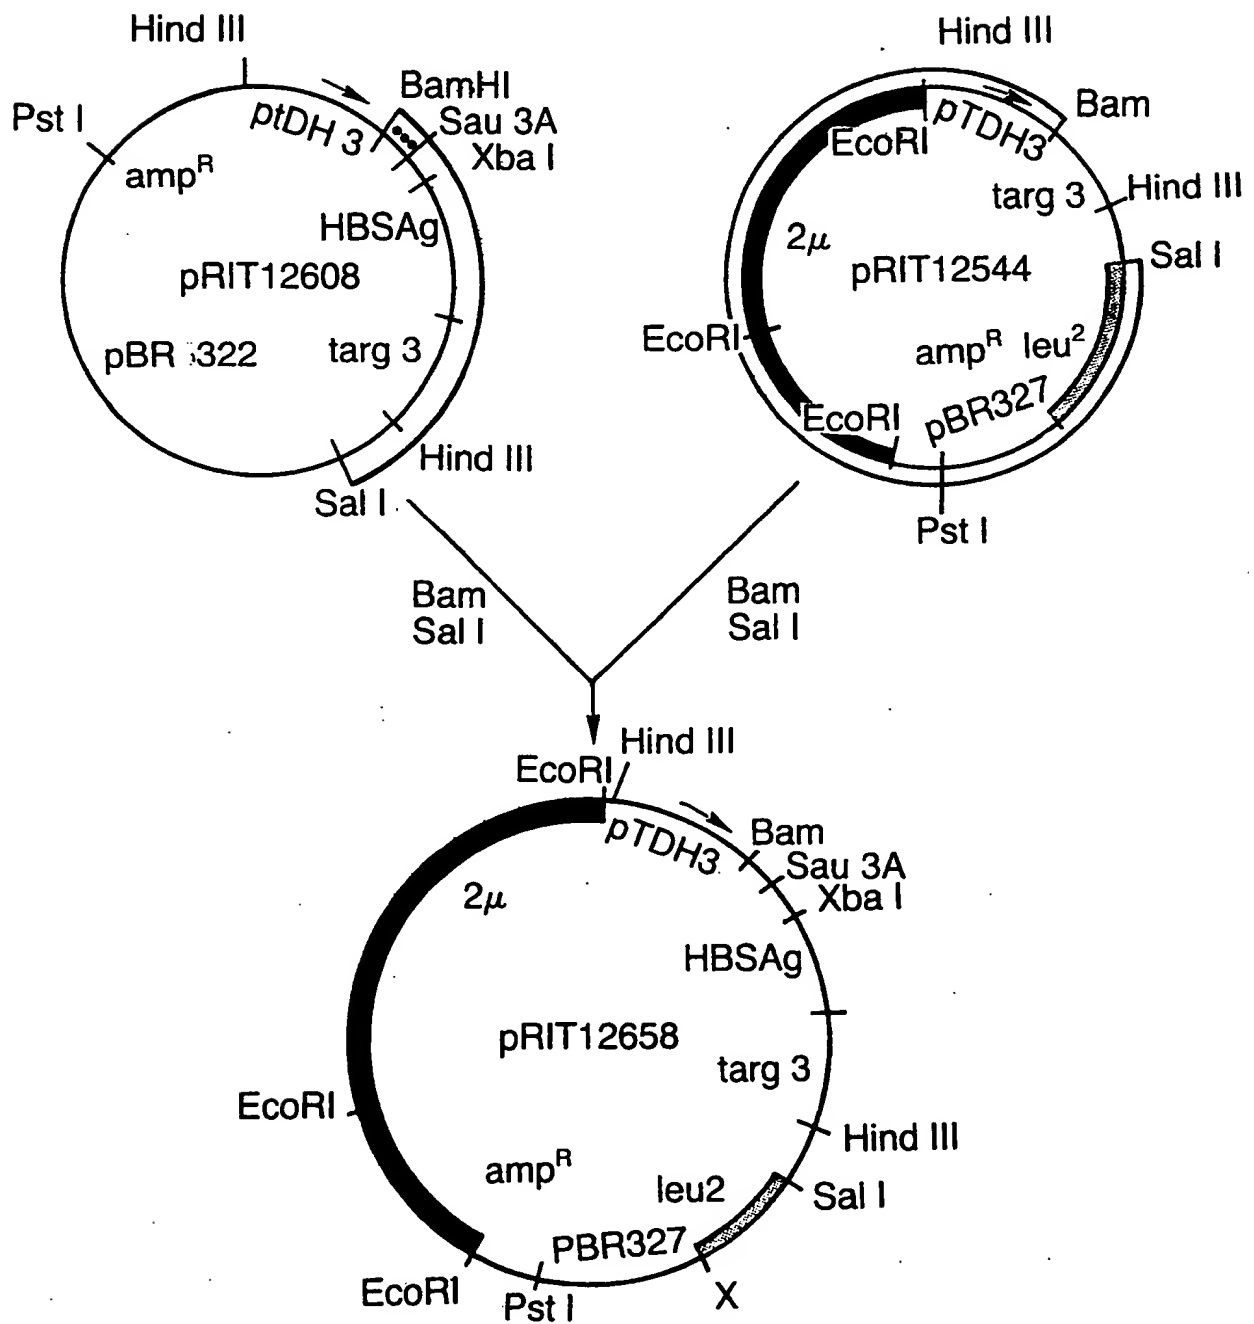 Hind III
Pst I
ptDH 3
BamHI
Sau 3A
Xba I
amp^R
HBSAg
pRIT12608
pBR 322
targ 3
Hind III
Sal I
Hind III
Bam
pTDH3
EcoRI
targ 3
Hind III
2μ
pRIT12544
Sal I
EcoRI
amp^R
leu^2
EcoRI
pBR327
Pst I
Bam
Sal I
Bam
Sal I
Hind III
EcoRI
pTDH3
Bam
Sau 3A
Xba I
2μ
HBSAg
pRIT12658
targ 3
EcoRI
Hind III
amp^R
leu2
Sal I
PBR327
EcoRI
Pst I
X